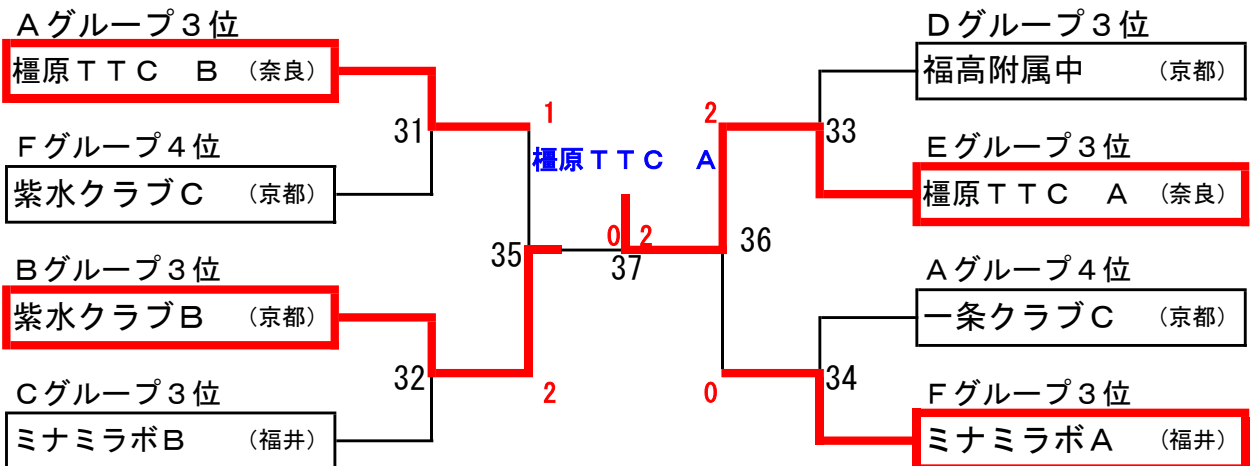 Aグループ3位
橿原TTC B (奈良)
31
Fグループ4位
紫水クラブC (京都)
Bグループ3位
紫水クラブB (京都)
32
Cグループ3位
ミナミラボB (福井)
1
35
2
橿原TTC A
0 2
37
2
36
0
Dグループ3位
福高附属中 (京都)
33
Eグループ3位
橿原TTC A (奈良)
Aグループ4位
一条クラブC (京都)
34
Fグループ3位
ミナミラボA (福井)